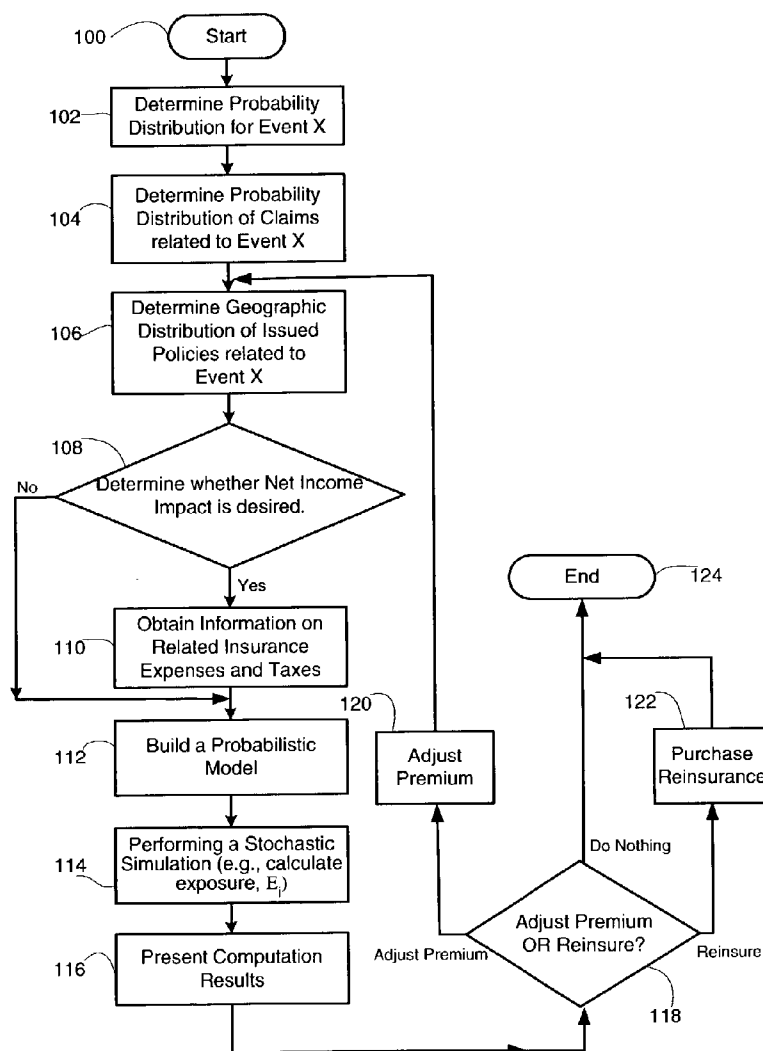 100
Start
102
Determine Probability
Distribution for Event X
104
Determine Probability
Distribution of Claims
related to Event X
106
Determine Geographic
Distribution of Issued
Policies related to
Event X
108
Determine whether Net Income
Impact is desired.
No
Yes
110
Obtain Information on
Related Insurance
Expenses and Taxes
112
Build a Probabilistic
Model
114
Performing a Stochastic
Simulation (e.g., calculate
exposure, Ei)
116
Present Computation
Results
118
Adjust Premium
OR Reinsure?
Adjust Premium
Do Nothing
Reinsure
120
Adjust
Premium
122
Purchase
Reinsurance
End
124